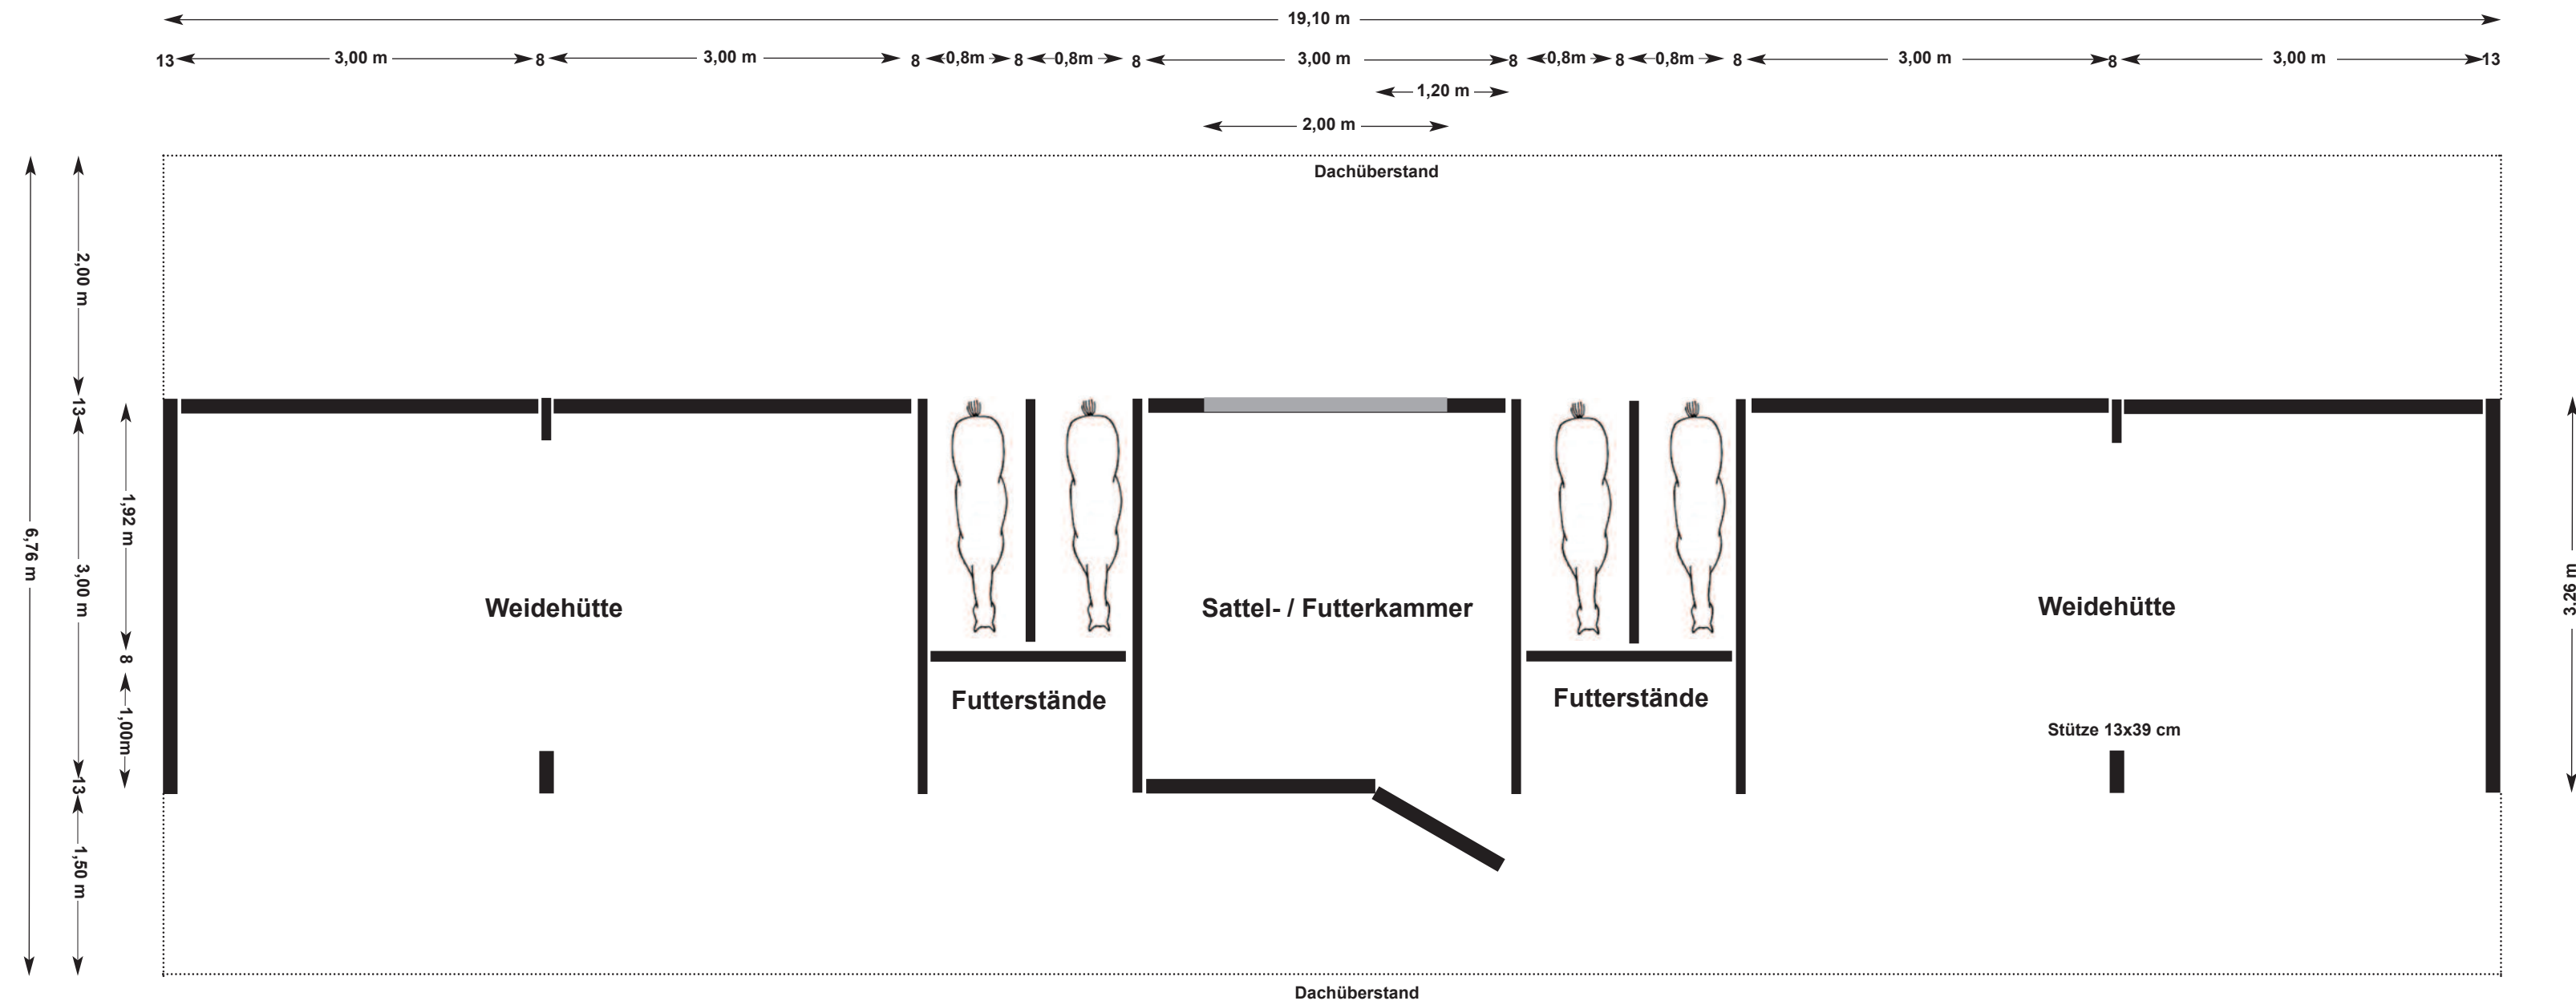 19,10 m
13 3,00 m 8 3,00 m 8 0,8m 8 0,8m 8 3,00 m 8 0,8m 8 0,8m 8 3,00 m 8 3,00 m 13
1,20 m
2,00 m
Dachüberstand
2,00 m
13
1,92 m
6,76 m
3,00 m
3,26 m
Weidehütte
Sattel- / Futterkammer
Weidehütte
8
Futterstände
Futterstände
1,00m
Stütze 13x39 cm
13
1,50 m
Dachüberstand